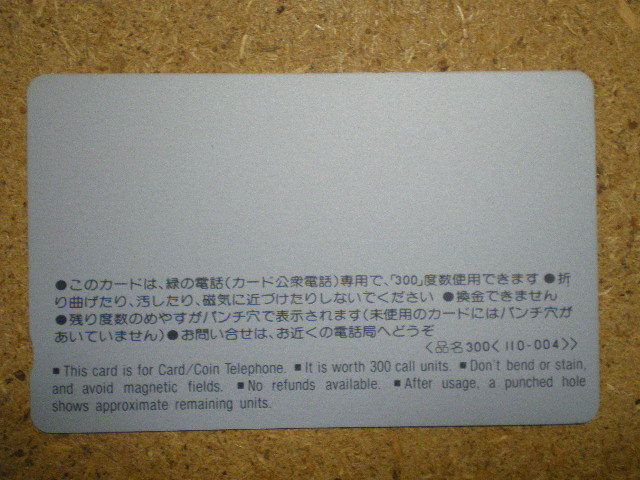 ●このカードは、緑の電話(カード公衆電話)専用で、「300」度数使用できます ●折
り曲げたり、汚したり、磁気に近づけたりしないでください ●換金できません
●残り度数のめやすがパンチ穴で表示されます(未使用のカードにはパンチ穴が
あいていません)●お問い合せは、お近くの電話局へどうぞ
〈品名300〈110-004〉〉
■ This card is for Card/Coin Telephone. ■ It is worth 300 call units. ■ Don't bend or stain,
and avoid magnetic fields. ■ No refunds available. ■ After usage, a punched hole
shows approximate remaining units.